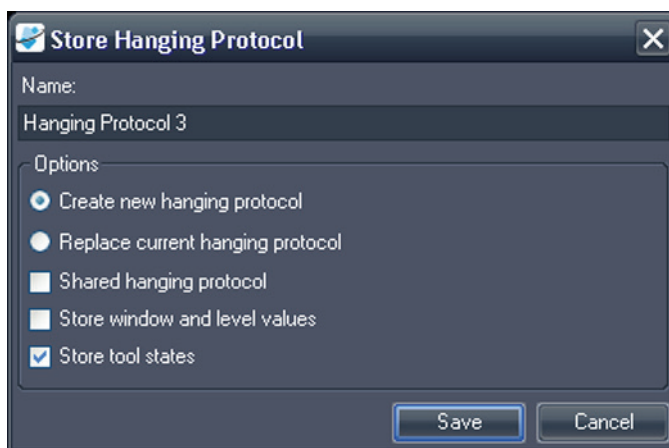 Store Hanging Protocol
Name:
Hanging Protocol 3
Options
Create new hanging protocol
Replace current hanging protocol
Shared hanging protocol
Store window and level values
Store tool states
Save Cancel